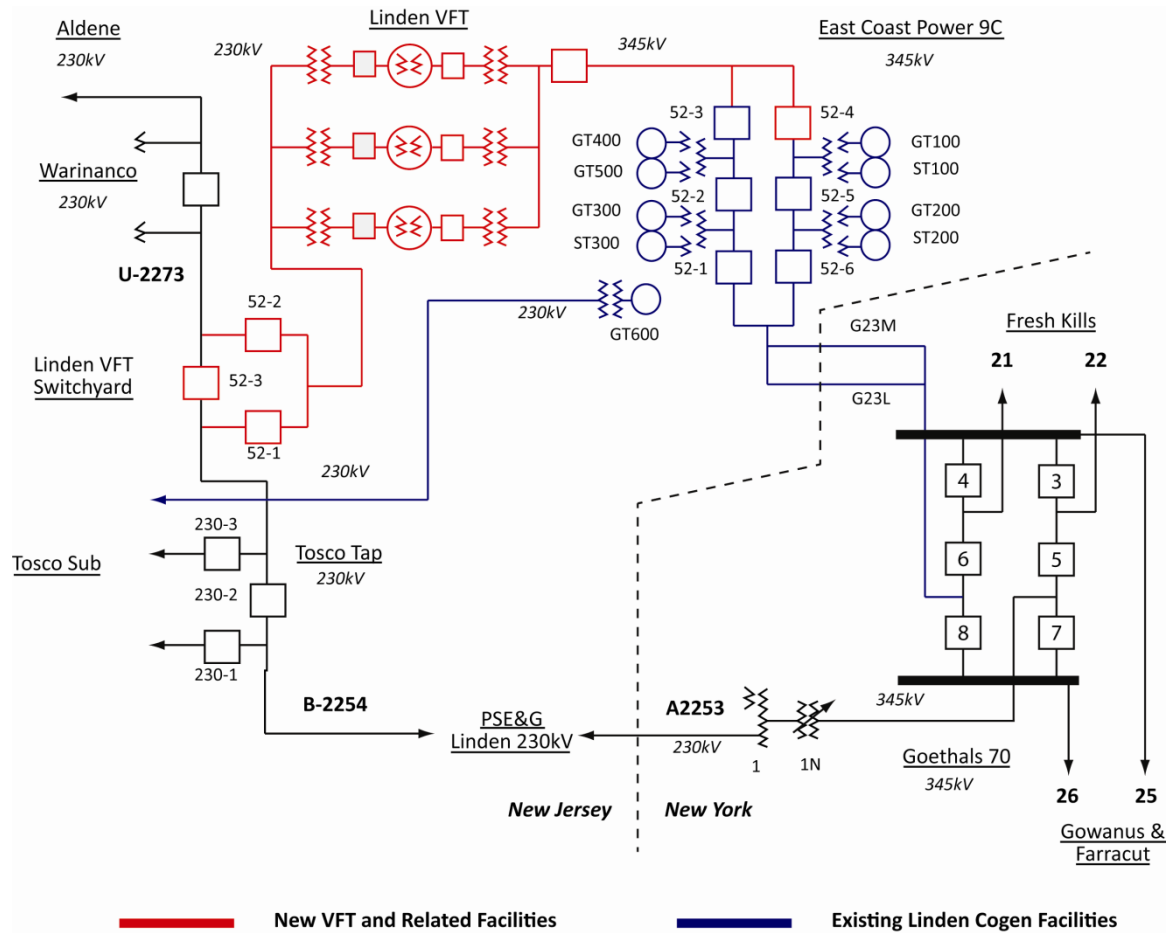 Aldene
230kV
Linden VFT
230kV
345kV
East Coast Power 9C
345kV
52-3
52-4
GT400
GT500
GT100
ST100
Warinanco
230kV
52-2
52-5
GT300
ST300
GT200
ST200
52-1
52-6
U-2273
230kV
GT600
52-2
G23M
Fresh Kills
Linden VFT
Switchyard
52-3
21
22
G23L
52-1
230kV
4
3
230-3
Tosco Sub
Tosco Tap
230kV
6
5
230-2
8
7
230-1
B-2254
PSE&G
Linden 230kV
A2253
230kV
345kV
1
1N
Goethals 70
345kV
26
25
New Jersey
New York
Gowanus &
Farracut
New VFT and Related Facilities
Existing Linden Cogen Facilities